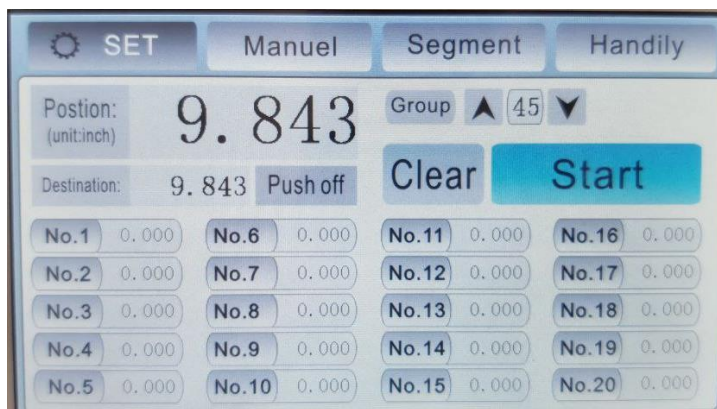 SET Manuel Segment Handily
Postion: 9.843 Group 45
(unit:inch)
Clear Start
Destination: 9.843 Push off
No.1 0.000 No.6 0.000 No.11 0.000 No.16 0.000
No.2 0.000 No.7 0.000 No.12 0.000 No.17 0.000
No.3 0.000 No.8 0.000 No.13 0.000 No.18 0.000
No.4 0.000 No.9 0.000 No.14 0.000 No.19 0.000
No.5 0.000 No.10 0.000 No.15 0.000 No.20 0.000